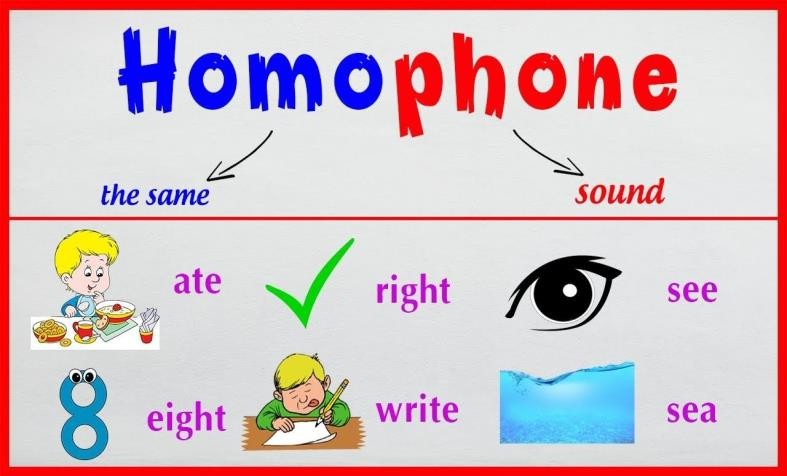 Homophone
the same
sound
ate
right
see
eight
write
sea